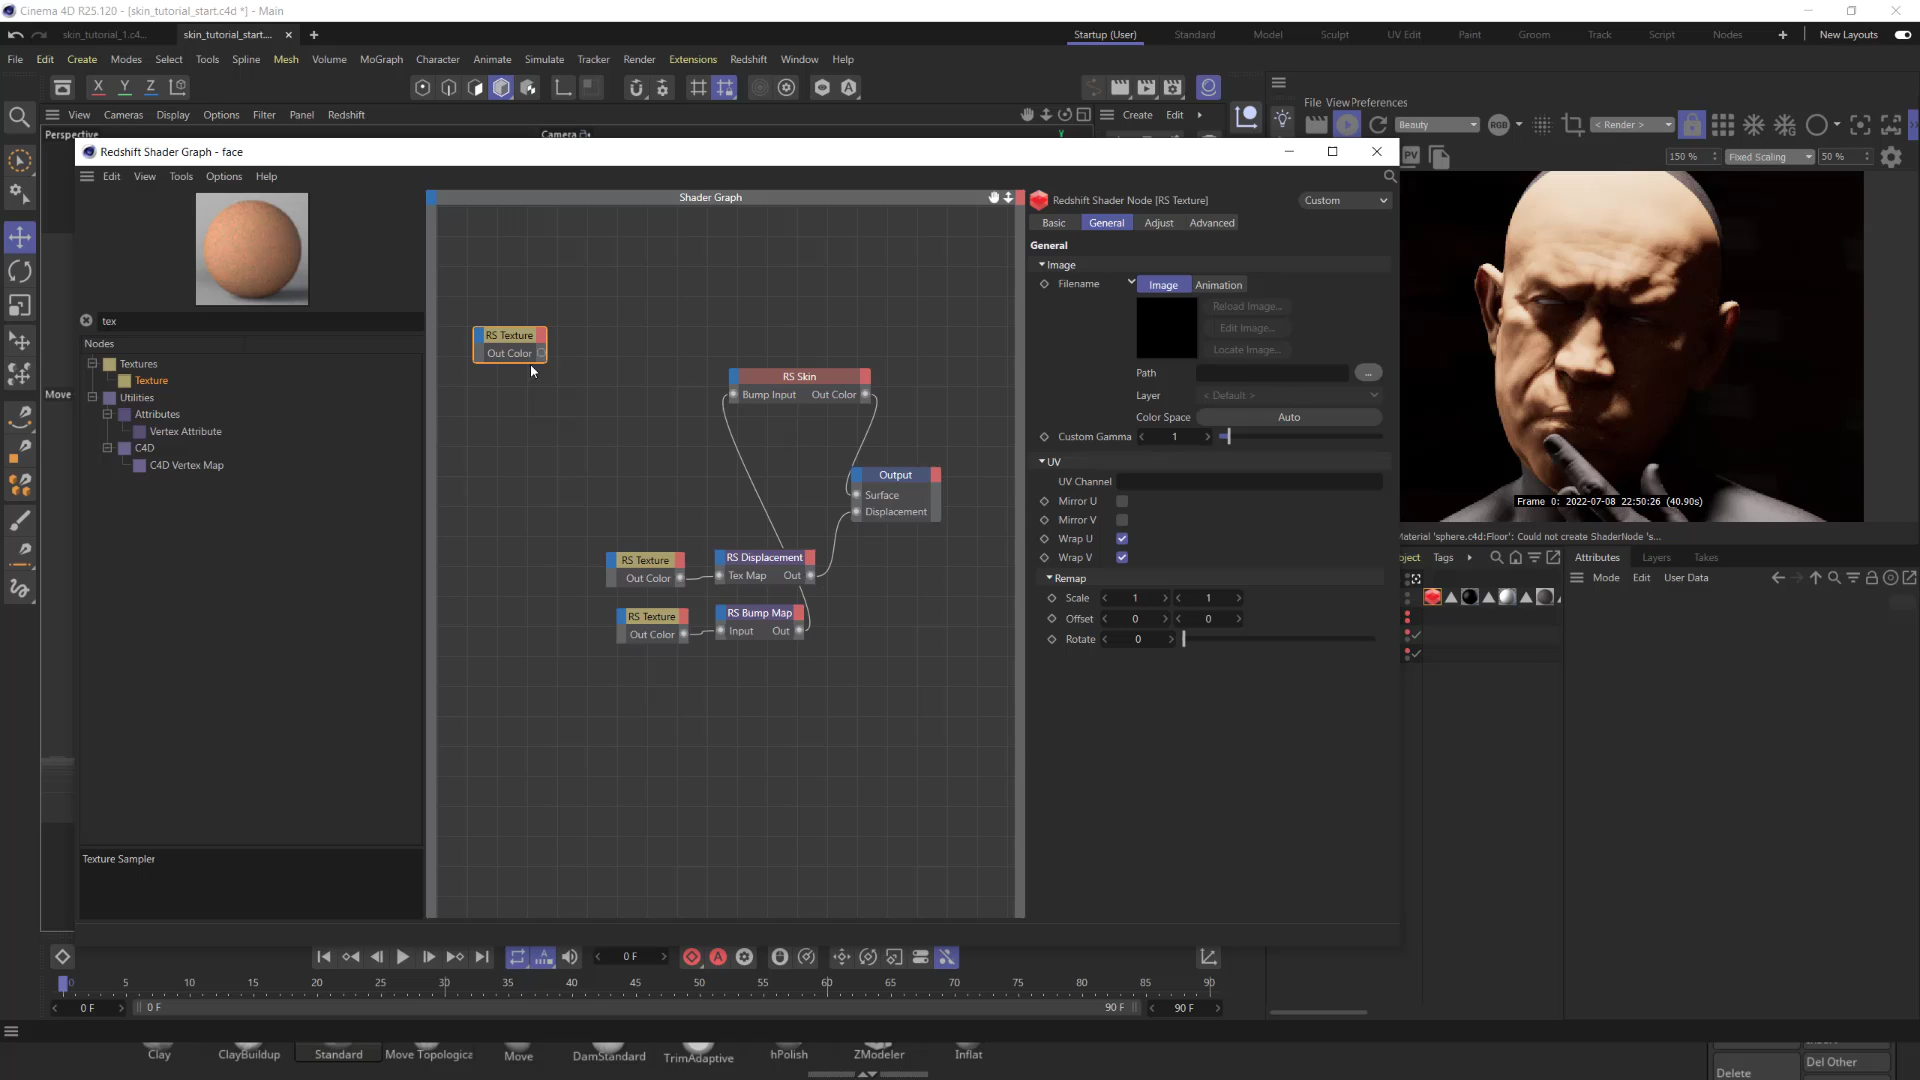 Cinema 4D R25.120 - [skin_tutorial_start.c4d *] - Main
skin_tutorial_1.c4...
skin_tutorial_start....
Startup (User) Standard Model Sculpt UV Edit Paint Groom Track Script Nodes New Layouts
File Edit Create Modes Select Tools Spline Mesh Volume MoGraph Character Animate Simulate Tracker Render Extensions Redshift Window Help
X Y Z
View Cameras Display Options Filter Panel Redshift
Create Edit
File View Preferences
Beauty RGB < Render >
Perspective Camera
PV 150 % Fixed Scaling 50 %
Redshift Shader Graph - face
Edit View Tools Options Help
tex
Nodes
Textures
Texture
Utilities
Attributes
Vertex Attribute
C4D
C4D Vertex Map
Texture Sampler
Move
Shader Graph
RS Texture
Out Color
RS Skin
Bump Input Out Color
Output
Surface
Displacement
RS Texture
Out Color
RS Displacement
Tex Map Out
RS Texture
Out Color
RS Bump Map
Input Out
Redshift Shader Node [RS Texture]
Custom
Basic General Adjust Advanced
General
Image
Filename Image Animation
Reload Image...
Edit Image...
Locate Image...
Path ...
Layer < Default >
Color Space Auto
Custom Gamma 1
UV
UV Channel
Mirror U
Mirror V
Wrap U
Wrap V
Remap
Scale 1 1
Offset 0 0
Rotate 0
Frame 0: 2022-07-08 22:50:26 (40.90s)
Material 'sphere.c4d:Floor': Could not create ShaderNode 's...
bject Tags
Attributes Layers Takes
Mode Edit User Data
0 F
0 5 10 15 20 25 30 35 40 45 50 55 60 65 70 75 80 85 90
0 F 0 F 90 F 90 F
Clay ClayBuildup Standard Move Topologica Move DamStandard TrimAdaptive hPolish ZModeler Inflat
Delete Del Other